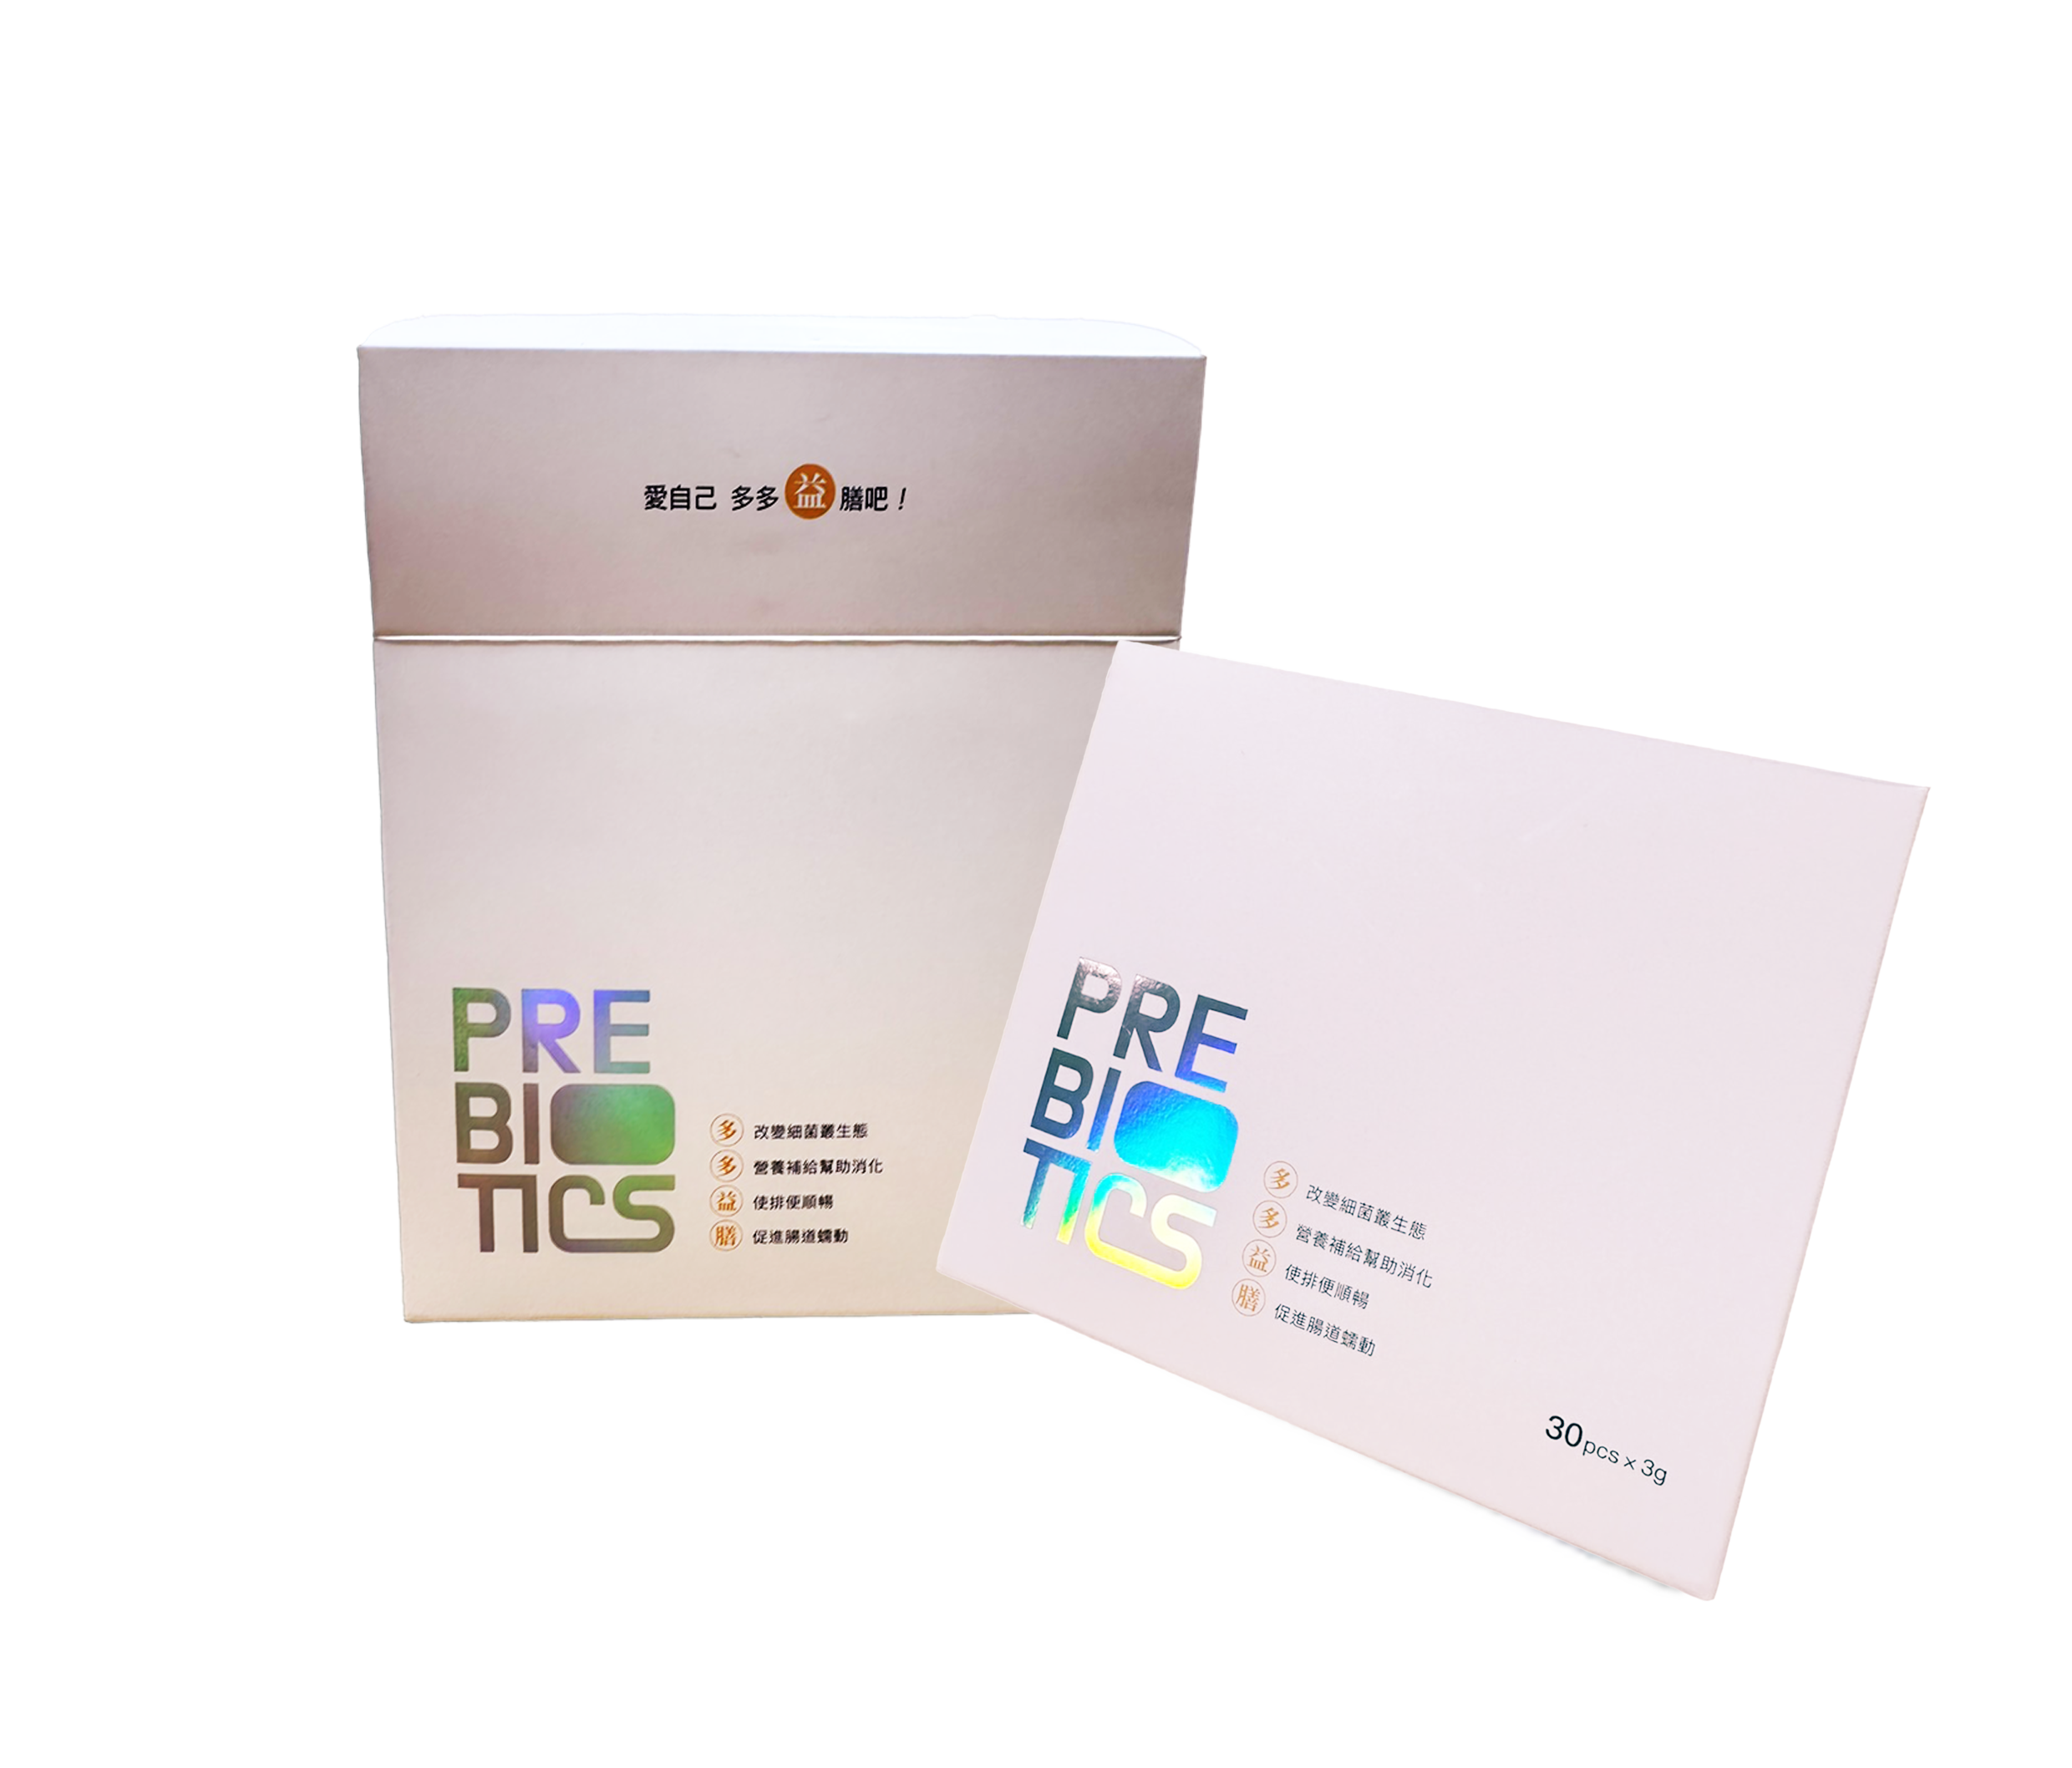 愛自己 多多益膳吧！
PRE
BIO
TICS
多 改變細菌叢生態
多 營養補給幫助消化
益 使排便順暢
膳 促進腸道蠕動
PRE
BIO
TICS
多 改變細菌叢生態
多 營養補給幫助消化
益 使排便順暢
膳 促進腸道蠕動
30pcs x 3g